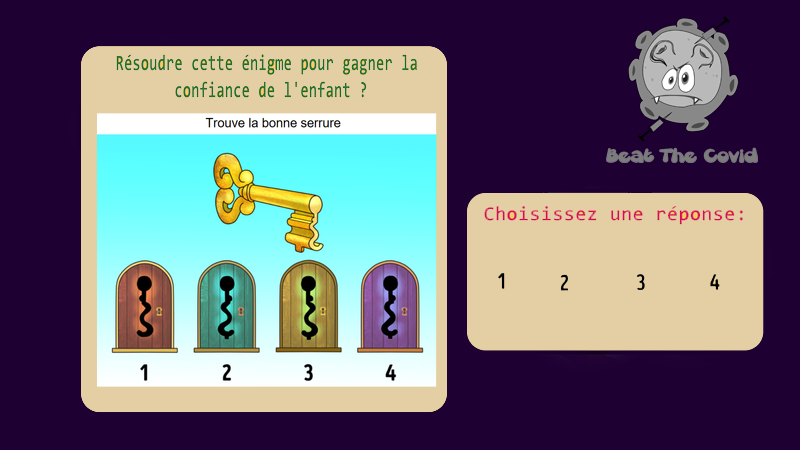 Résoudre cette énigme pour gagner la
confiance de l'enfant ?
Trouve la bonne serrure
1 2 3 4
Beat The Covid
Choisissez une réponse:
1 2 3 4